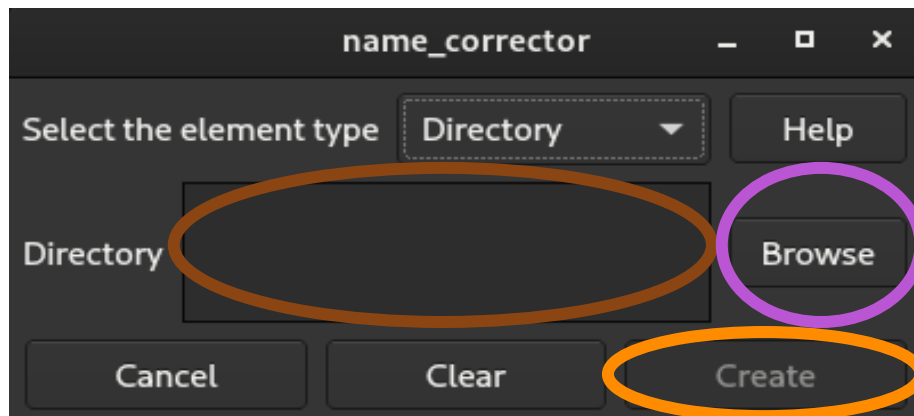 name_corrector
Select the element type Directory Help
Directory Browse
Cancel Clear Create